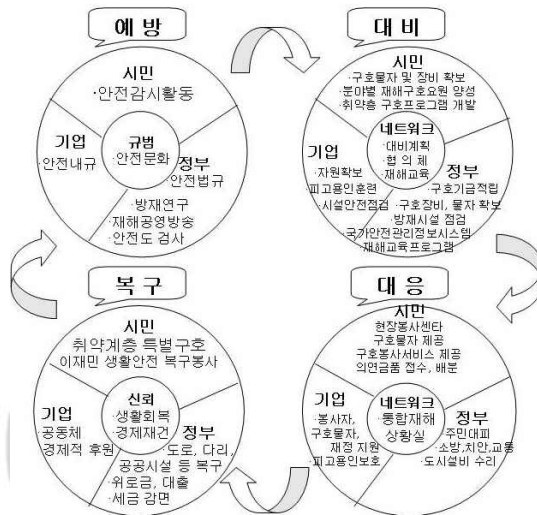 예 방
시민
·안전감시활동
기업
·안전내규
규범
·안전문화
정부
·안전법규
·방재연구
·재해공영방송
·안전도 검사
대 비
시민
·구호물자 및 장비 확보
·분야별 재해구호요원 양성
·취약층 구호프로그램 개발
네트워크
·대비계획
·협 의 체
·재해교육
기업
·자원확보
·피고용인훈련
·시설안전점검
정부
·구호기금적립
·구호장비, 물자 확보
·방재시설 점검
·국가안전관리정보시스템
·재해교육프로그램
복 구
시민
취약계층 특별구호
이재민 생활안전 복구봉사
신뢰
·생활회복
·경제재건
기업
·공동체
경제적 후원
정부
·도로, 다리,
공공시설 등 복구
·위로금, 대출
·세금 감면
대 응
시민
현장봉사센타
구호물자 제공
구호봉사서비스 제공
의연금품 접수, 배분
네트워크
·통합재해
상황실
기업
·봉사자,
구호물자,
재정 지원
·피고용인보호
정부
·주민대피
·소방,치안,교통
·도시설비 수리